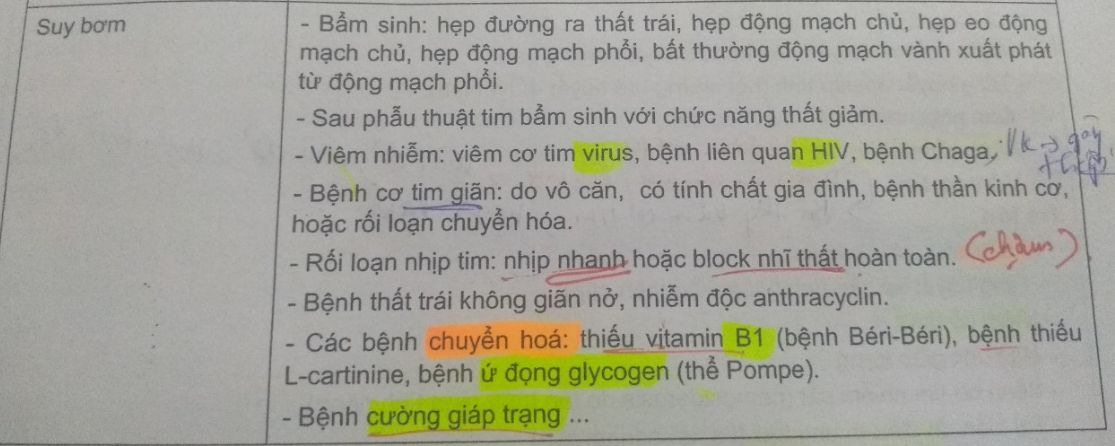 Suy bơm
- Bẩm sinh: hẹp đường ra thất trái, hẹp động mạch chủ, hẹp eo động
mạch chủ, hẹp động mạch phổi, bất thường động mạch vành xuất phát
từ động mạch phổi.
- Sau phẫu thuật tim bẩm sinh với chức năng thất giảm.
- Viêm nhiễm: viêm cơ tim virus, bệnh liên quan HIV, bệnh Chaga,
- Bệnh cơ tim giãn: do vô căn, có tính chất gia đình, bệnh thần kinh cơ,
hoặc rối loạn chuyển hóa.
- Rối loạn nhịp tim: nhịp nhanh hoặc block nhĩ thất hoàn toàn. (chậm)
- Bệnh thất trái không giãn nở, nhiễm độc anthracyclin.
- Các bệnh chuyển hoá: thiếu vitamin B1 (bệnh Béri-Béri), bệnh thiếu
L-cartinine, bệnh ứ đọng glycogen (thể Pompe).
- Bệnh cường giáp trạng ...